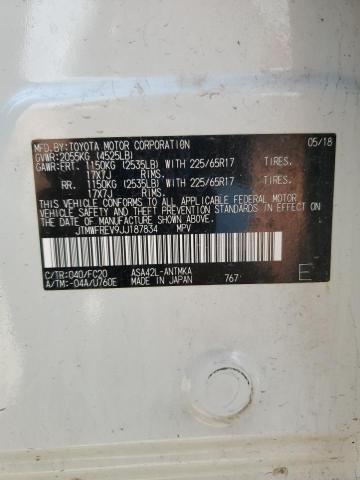 MFD.BY:TOYOTA MOTOR CORPORATION 05/18
GVWR:2055KG (4525LB)
GAWR:FRT. 1150KG (2535LB) WITH 225/65R17 TIRES.
17X7J RIMS.
RR. 1150KG (2535LB) WITH 225/65R17 TIRES.
17X7J RIMS.
THIS VEHICLE CONFORMS TO ALL APPLICABLE FEDERAL MOTOR
VEHICLE SAFETY AND THEFT PREVENTION STANDARDS IN EFFECT ON
THE DATE OF MANUFACTURE SHOWN ABOVE.
JTMWFREV9JJ187834 MPV
C/TR:040/FC20 ASA42L-ANTMKA
A/TM:-04A/U760E MADE IN JAPAN 767 E